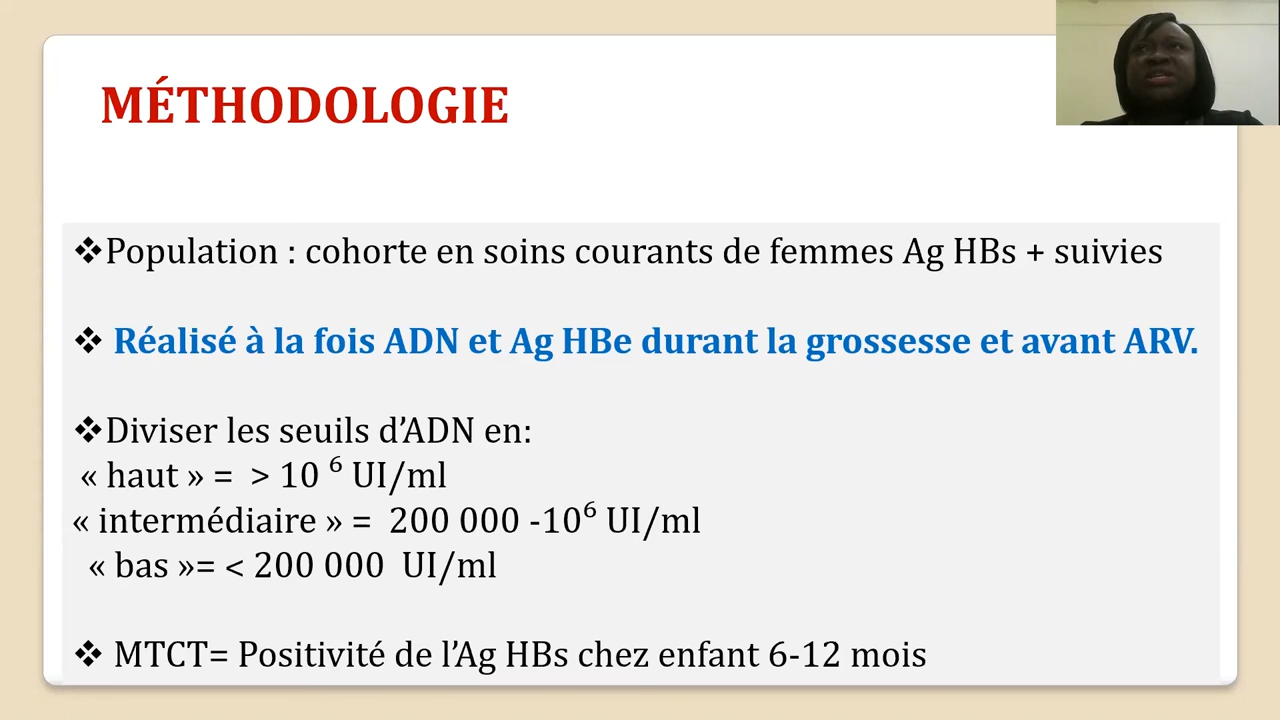 MÉTHODOLOGIE
❖Population : cohorte en soins courants de femmes Ag HBs + suivies
❖ Réalisé à la fois ADN et Ag HBe durant la grossesse et avant ARV.
❖Diviser les seuils d’ADN en:
« haut » = > 10 ⁶ UI/ml
« intermédiaire » = 200 000 -10⁶ UI/ml
« bas »= < 200 000 UI/ml
❖ MTCT= Positivité de l’Ag HBs chez enfant 6-12 mois